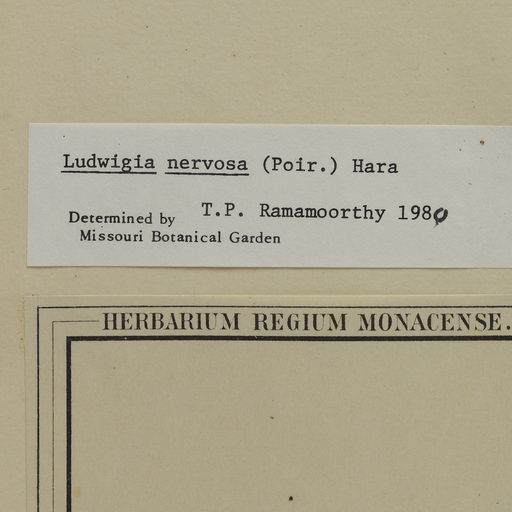 Ludwigia nervosa (Poir.) Hara
Determined by T.P. Ramamoorthy 1980
Missouri Botanical Garden
HERBARIUM REGIUM MONACENSE.